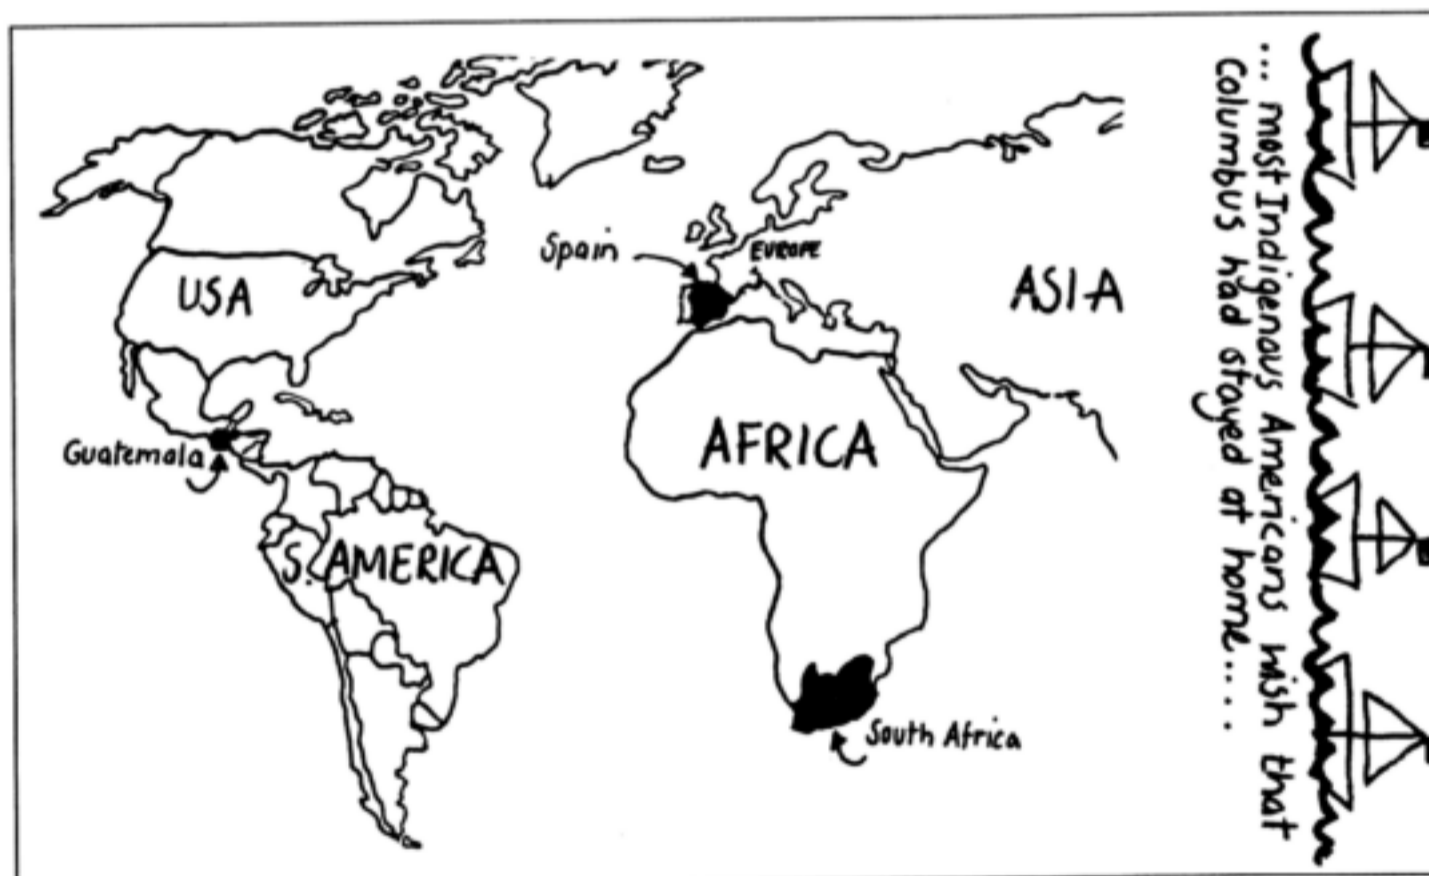 Spain
EUROPE
USA
ASIA
AFRICA
Guatemala
S. AMERICA
South Africa
... most Indigenous Americans wish that
Columbus had stayed at home.....